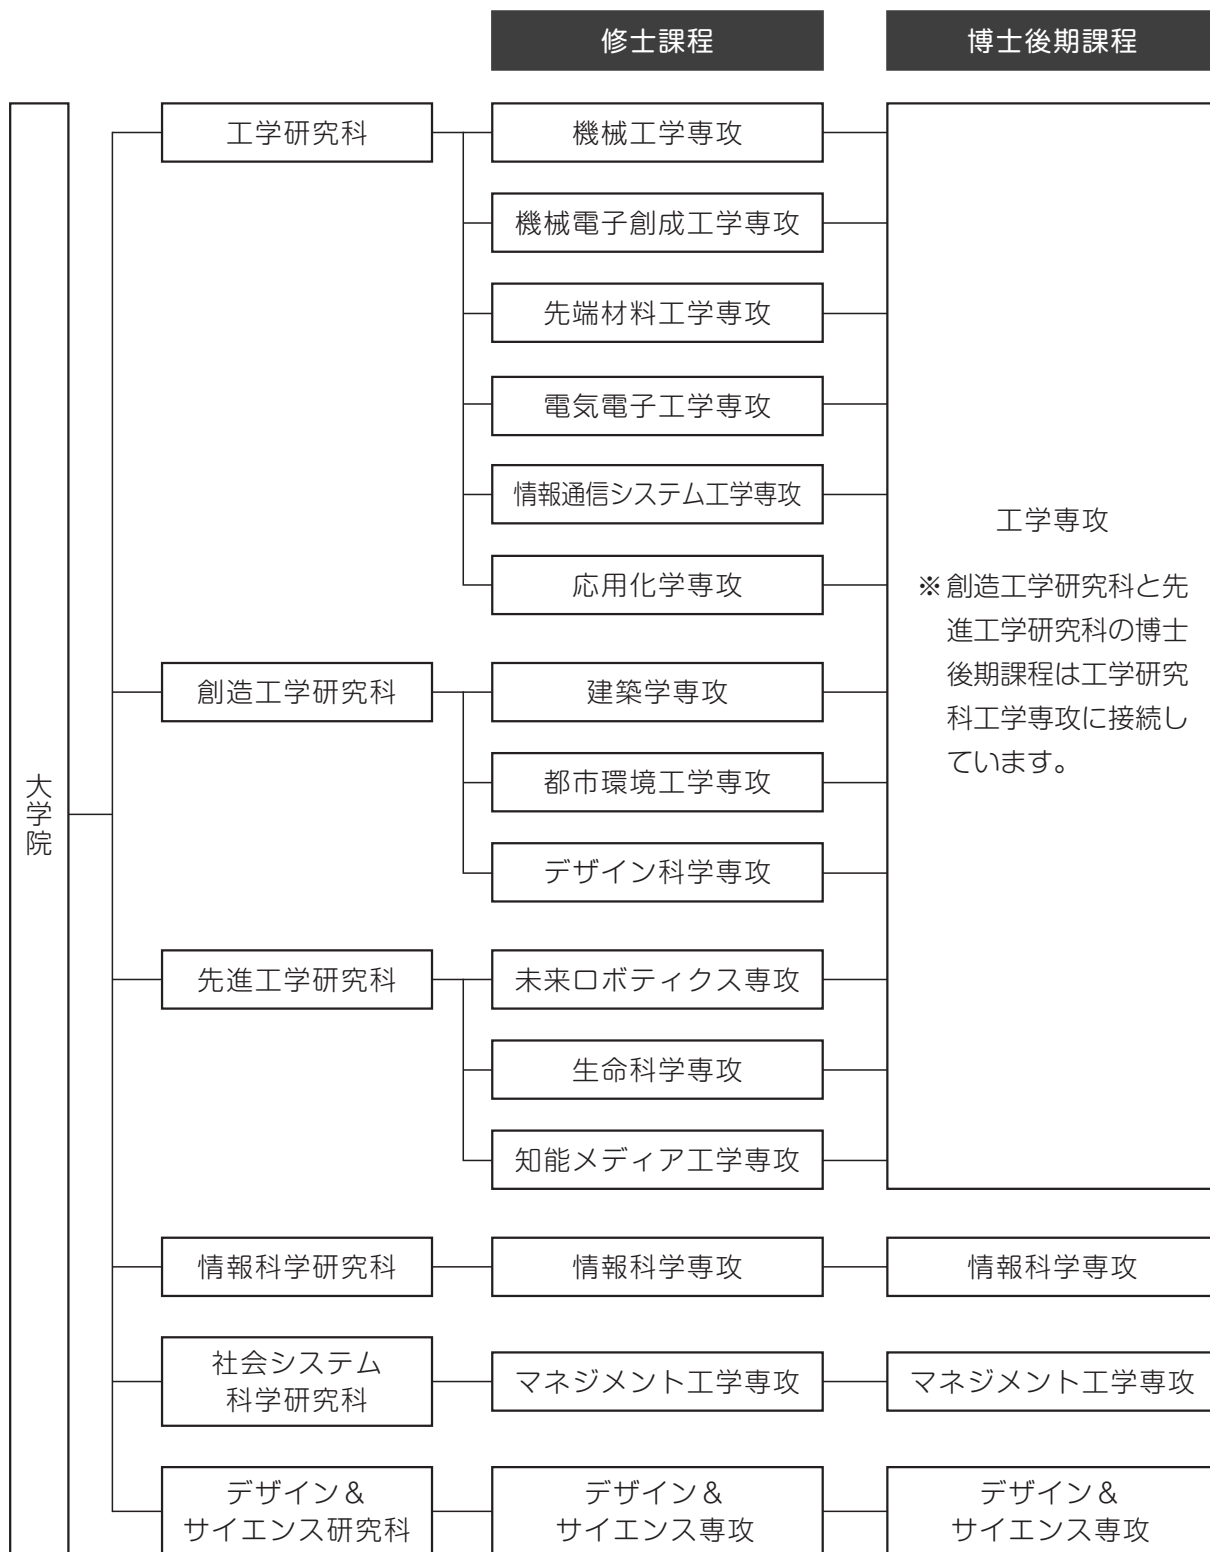 修士課程
博士後期課程
大学院
工学研究科
機械工学専攻
機械電子創成工学専攻
先端材料工学専攻
電気電子工学専攻
情報通信システム工学専攻
応用化学専攻
工学専攻
※創造工学研究科と先
進工学研究科の博士
後期課程は工学研究
科工学専攻に接続し
ています。
創造工学研究科
建築学専攻
都市環境工学専攻
デザイン科学専攻
先進工学研究科
未来ロボティクス専攻
生命科学専攻
知能メディア工学専攻
情報科学研究科
情報科学専攻
情報科学専攻
社会システム
科学研究科
マネジメント工学専攻
マネジメント工学専攻
デザイン&
サイエンス研究科
デザイン&
サイエンス専攻
デザイン&
サイエンス専攻